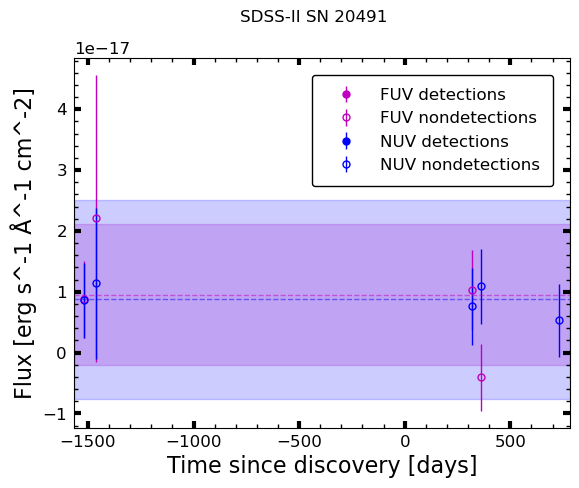 SDSS-II SN 20491
1e−17
FUV detections
FUV nondetections
NUV detections
NUV nondetections
Flux [erg s^-1 Å^-1 cm^-2]
4
3
2
1
0
−1
−1500 −1000 −500 0 500
Time since discovery [days]